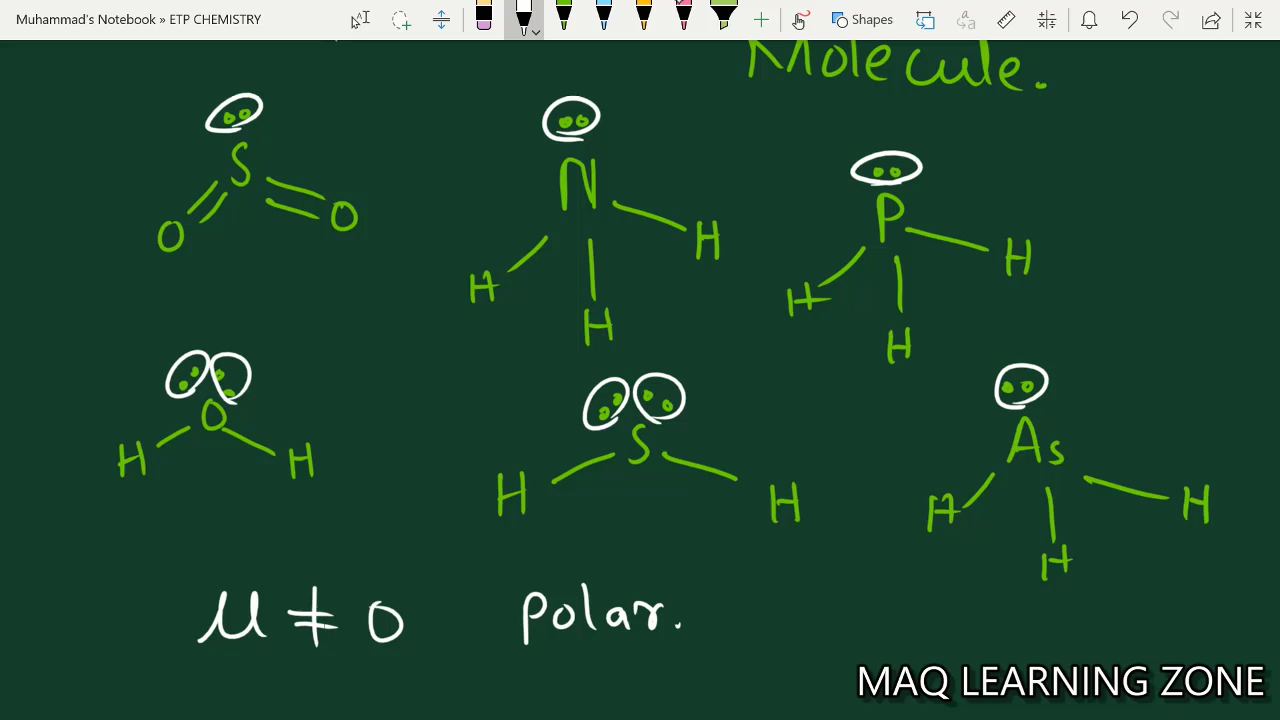 Muhammad's Notebook » ETP CHEMISTRY
Shapes
Molecule.
S
O O
N
H H
H
P
H H
H
O
H H
S
H H
As
H H
H
μ ≠ 0 polar.
MAQ LEARNING ZONE